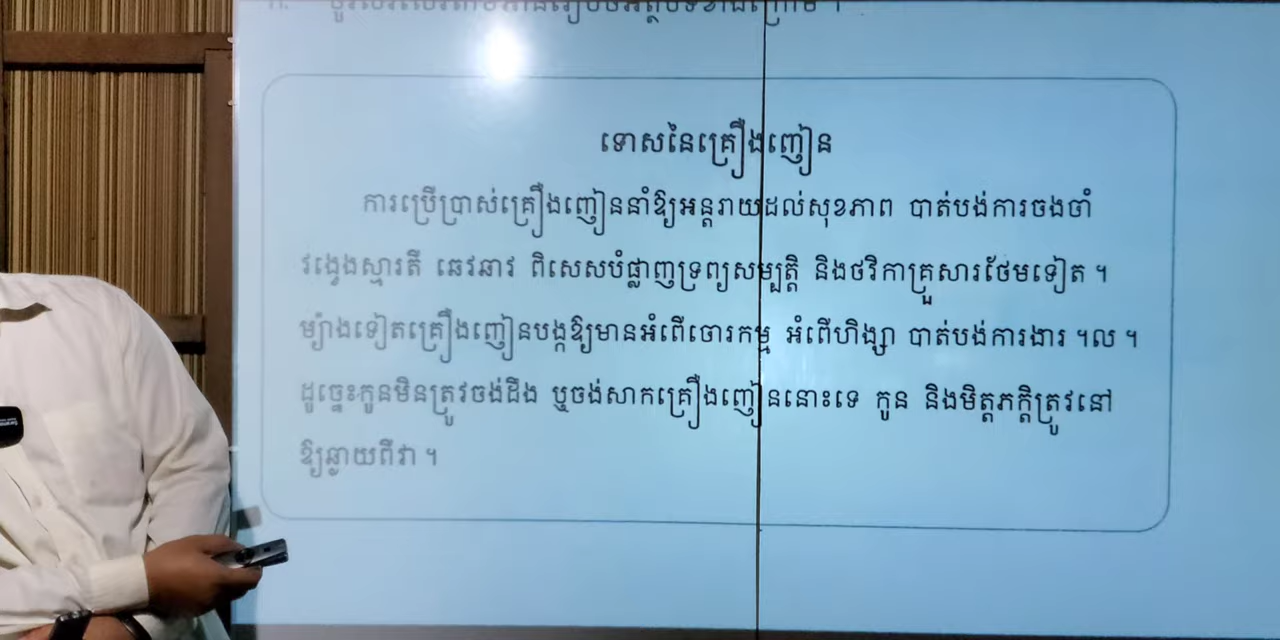 ទោសនៃគ្រឿងញៀន
ការប្រើប្រាស់គ្រឿងញៀននាំឱ្យអន្តរាយដល់សុខភាព បាត់បង់ការចងចាំ
វង្វេងស្មារតី ឆេវឆាវ ពិសេសបំផ្លាញទ្រព្យសម្បត្តិ និងថវិកាគ្រួសារថែមទៀត ។
ម្យ៉ាងទៀតគ្រឿងញៀនបង្កឱ្យមានអំពើចោរកម្ម អំពើហិង្សា បាត់បង់ការងារ ។ល ។
ដូច្នេះកូនមិនត្រូវចង់ដឹង ឬចង់សាកគ្រឿងញៀននោះទេ កូន និងមិត្តភក្តិត្រូវនៅ
ឱ្យឆ្ងាយពីវា ។